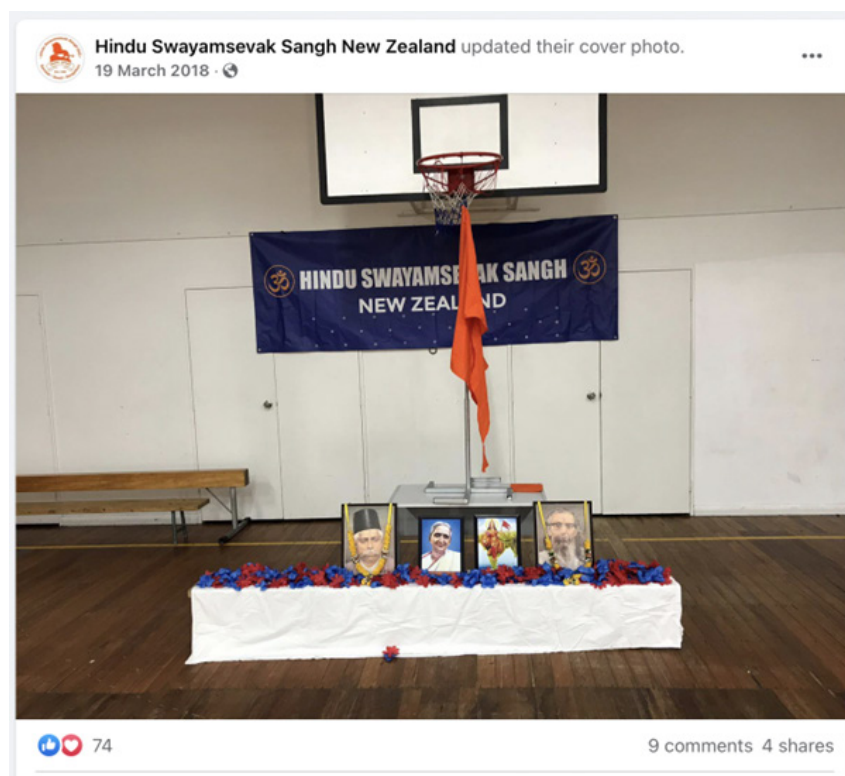 Hindu Swayamsevak Sangh New Zealand updated their cover photo.
19 March 2018 ·
ॐ HINDU SWAYAMSEVAK SANGH ॐ
NEW ZEALAND
74
9 comments 4 shares